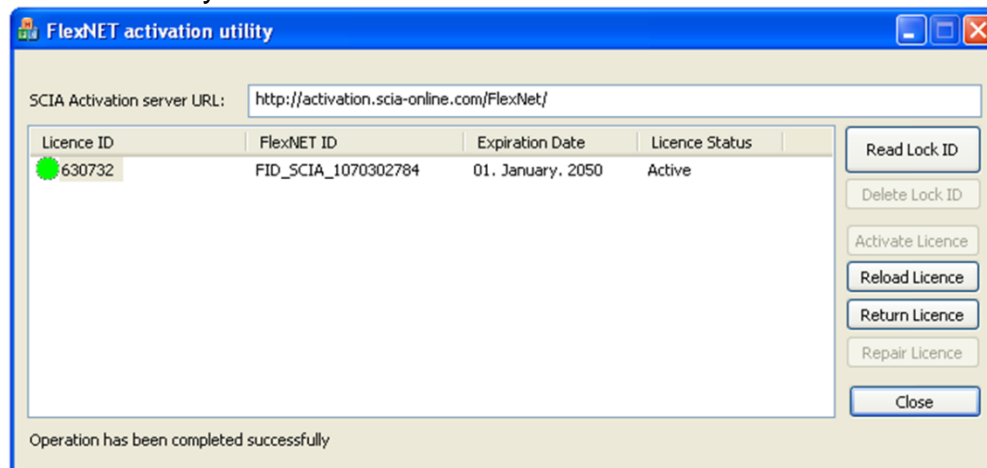 FlexNET activation utility
SCIA Activation server URL: http://activation.scia-online.com/FlexNet/
Licence ID FlexNET ID Expiration Date Licence Status
630732 FID_SCIA_1070302784 01. January. 2050 Active
Read Lock ID
Delete Lock ID
Activate Licence
Reload Licence
Return Licence
Repair Licence
Close
Operation has been completed successfully